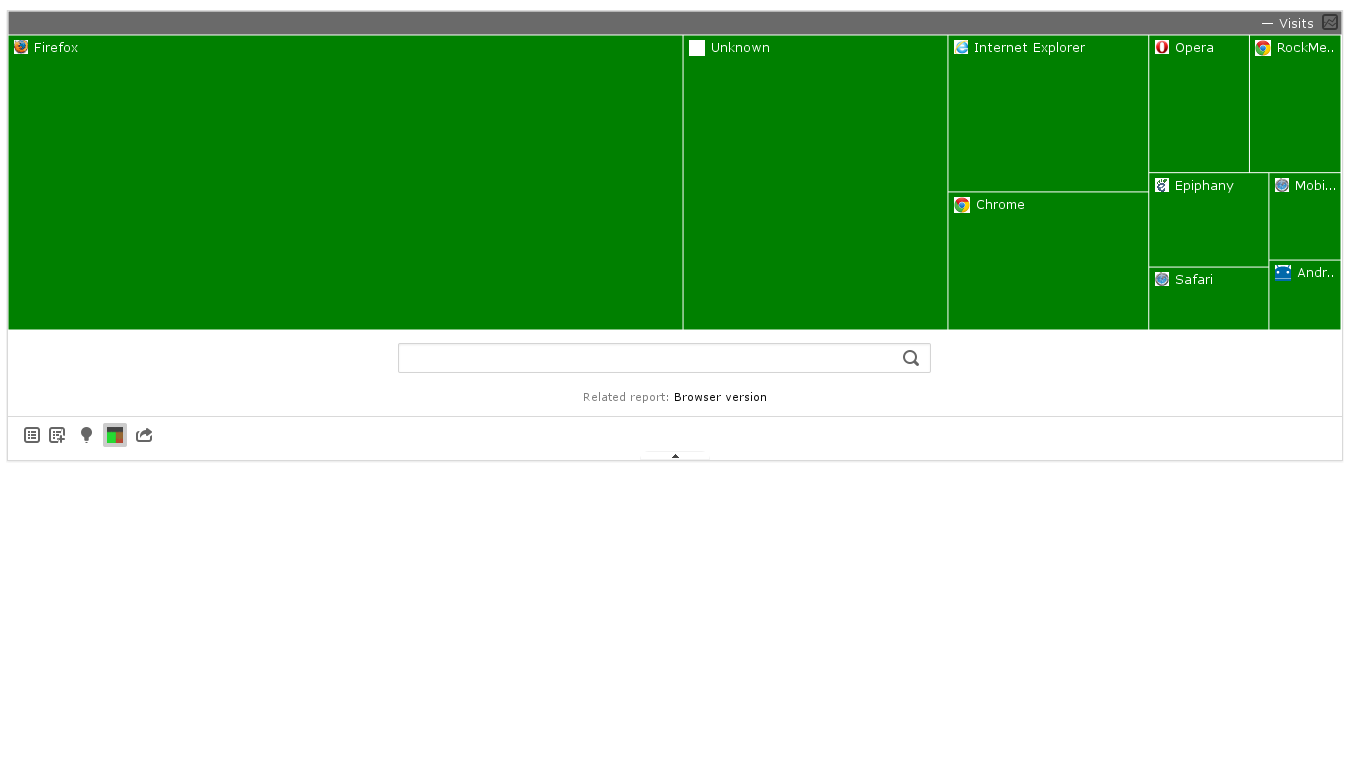 — Visits
Firefox
Unknown
Internet Explorer
Opera
RockMe..
Epiphany
Mobi...
Chrome
Andr..
Safari
Related report: Browser version